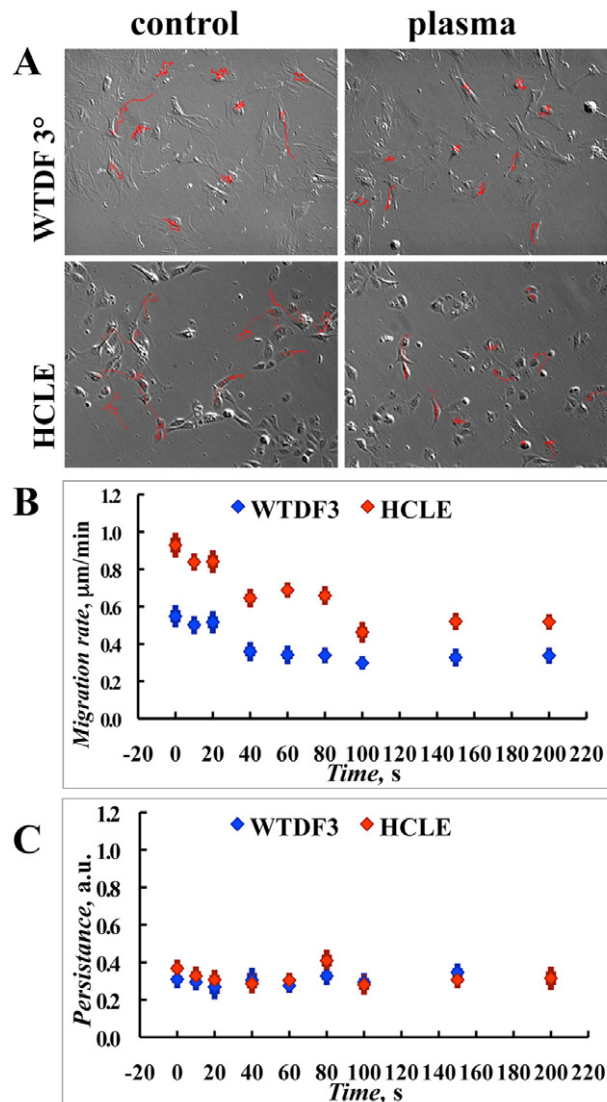 control plasma
A
WTDF 3°
HCLE
B
WTDF3 HCLE
Migration rate, μm/min
1.2
1.0
0.8
0.6
0.4
0.2
0.0
-20 0 20 40 60 80 100 120 140 160 180 200 220
Time, s
C
WTDF3 HCLE
Persistance, a.u.
1.2
1.0
0.8
0.6
0.4
0.2
0.0
-20 0 20 40 60 80 100 120 140 160 180 200 220
Time, s